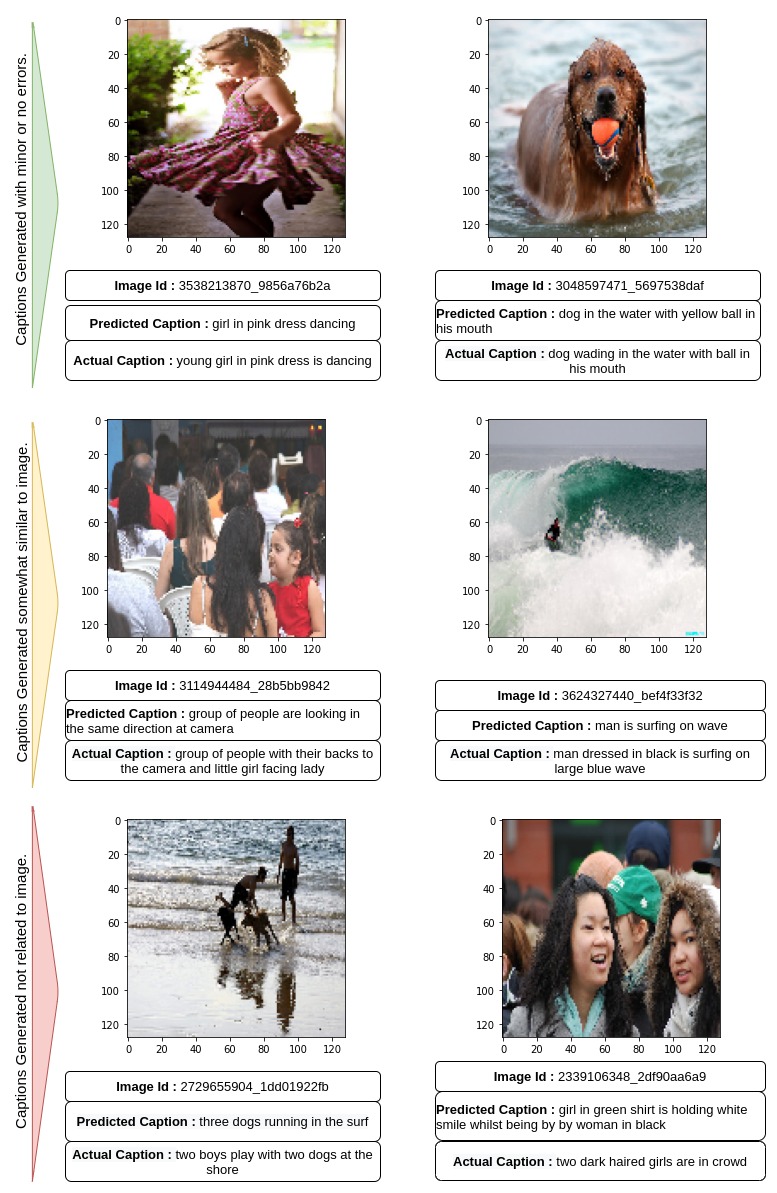 Captions Generated with minor or no errors.
0
20
40
60
80
100
120
0 20 40 60 80 100 120
Image Id : 3538213870_9856a76b2a
Predicted Caption : girl in pink dress dancing
Actual Caption : young girl in pink dress is dancing
0
20
40
60
80
100
120
0 20 40 60 80 100 120
Image Id : 3048597471_5697538daf
Predicted Caption : dog in the water with yellow ball in
his mouth
Actual Caption : dog wading in the water with ball in
his mouth
Captions Generated somewhat similar to image.
0
20
40
60
80
100
120
0 20 40 60 80 100 120
Image Id : 3114944484_28b5bb9842
Predicted Caption : group of people are looking in
the same direction at camera
Actual Caption : group of people with their backs to
the camera and little girl facing lady
0
20
40
60
80
100
120
0 20 40 60 80 100 120
Image Id : 3624327440_bef4f33f32
Predicted Caption : man is surfing on wave
Actual Caption : man dressed in black is surfing on
large blue wave
Captions Generated not related to image.
0
20
40
60
80
100
120
0 20 40 60 80 100 120
Image Id : 2729655904_1dd01922fb
Predicted Caption : three dogs running in the surf
Actual Caption : two boys play with two dogs at the
shore
0
20
40
60
80
100
120
0 20 40 60 80 100 120
Image Id : 2339106348_2df90aa6a9
Predicted Caption : girl in green shirt is holding white
smile whilst being by by woman in black
Actual Caption : two dark haired girls are in crowd